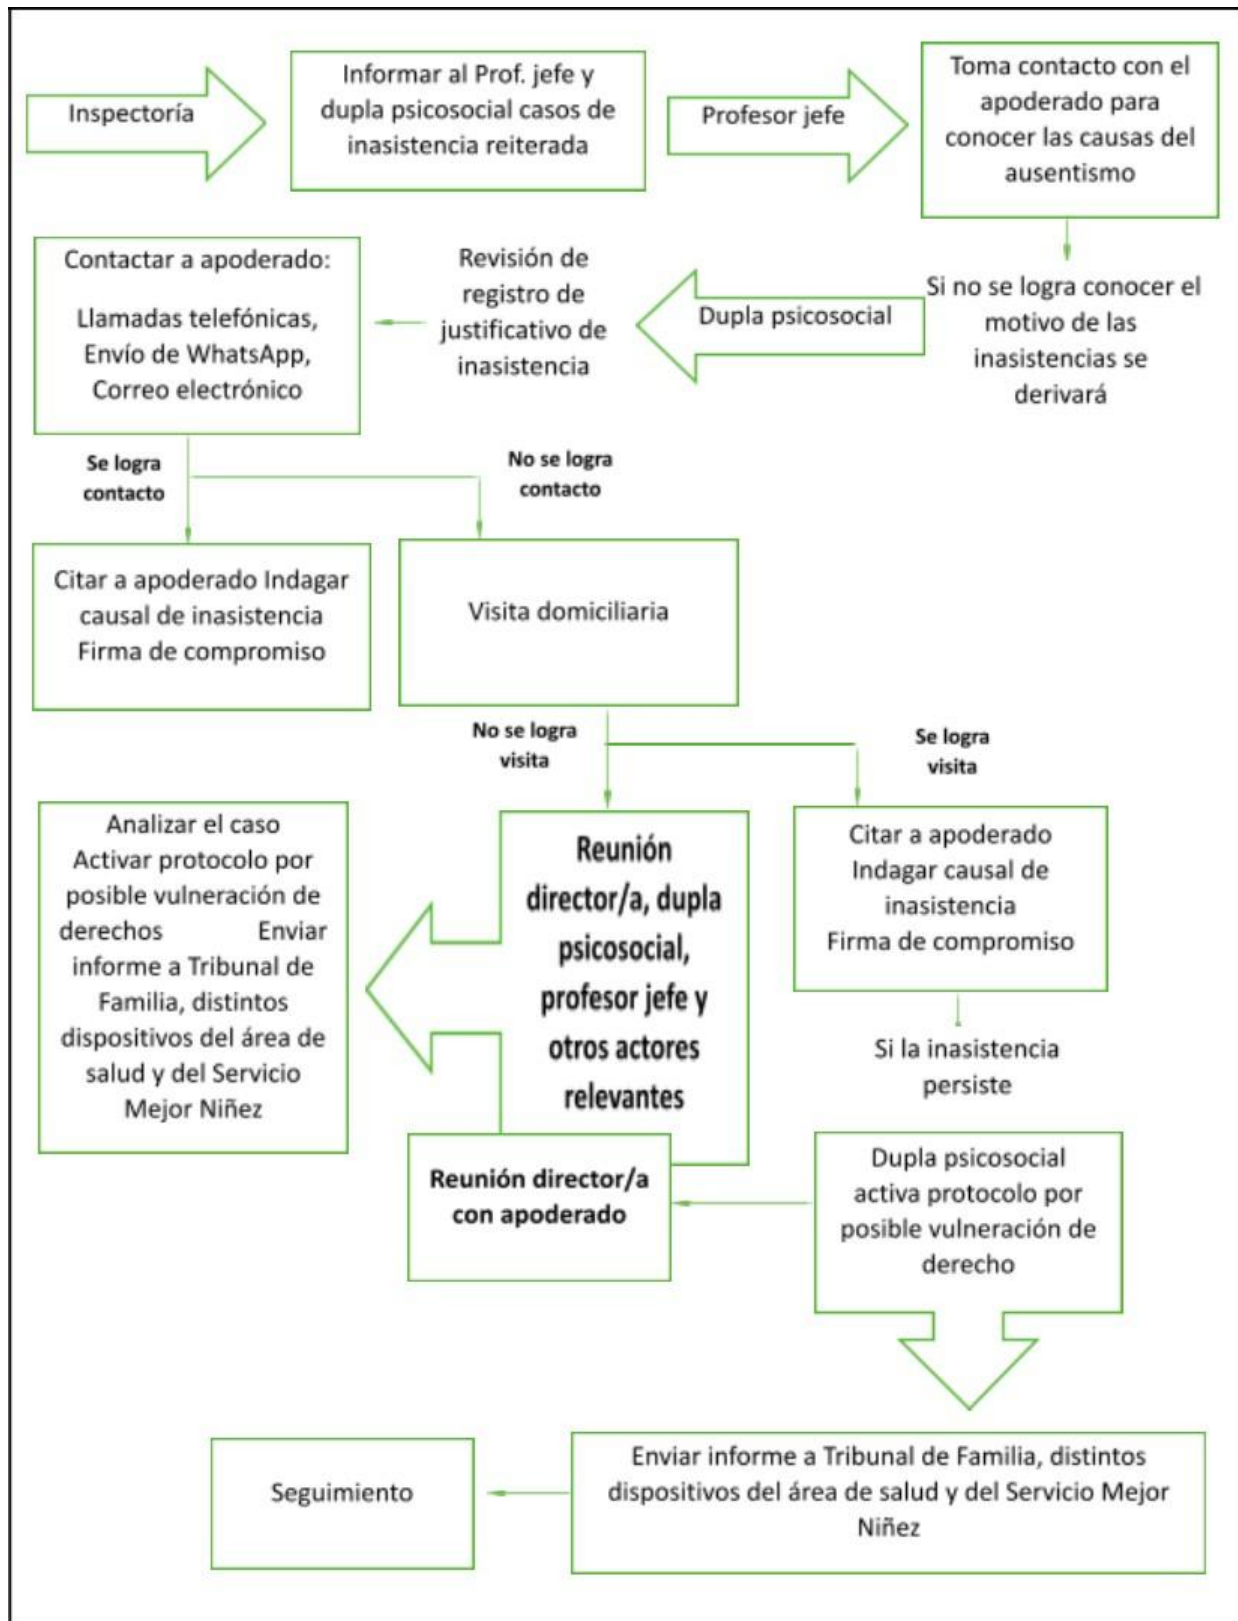 Inspectoría
Informar al Prof. jefe y
dupla psicosocial casos de
inasistencia reiterada
Profesor jefe
Toma contacto con el
apoderado para
conocer las causas del
ausentismo
Si no se logra conocer el
motivo de las
inasistencias se
derivará
Dupla psicosocial
Revisión de
registro de
justificativo de
inasistencia
Contactar a apoderado:
Llamadas telefónicas,
Envío de WhatsApp,
Correo electrónico
Se logra
contacto
No se logra
contacto
Citar a apoderado Indagar
causal de inasistencia
Firma de compromiso
Visita domiciliaria
No se logra
visita
Se logra
visita
Analizar el caso
Activar protocolo por
posible vulneración de
derechos Enviar
informe a Tribunal de
Familia, distintos
dispositivos del área de
salud y del Servicio
Mejor Niñez
Reunión
director/a, dupla
psicosocial,
profesor jefe y
otros actores
relevantes
Citar a apoderado
Indagar causal de
inasistencia
Firma de compromiso
Si la inasistencia
persiste
Reunión director/a
con apoderado
Dupla psicosocial
activa protocolo por
posible vulneración de
derecho
Enviar informe a Tribunal de Familia, distintos
dispositivos del área de salud y del Servicio Mejor
Niñez
Seguimiento